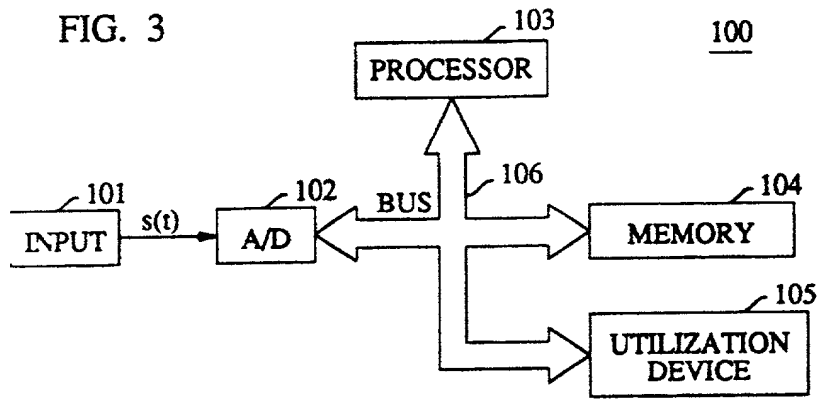 FIG. 3
103
100
PROCESSOR
106
101
102
BUS
104
INPUT
s(t)
A/D
MEMORY
105
UTILIZATION
DEVICE